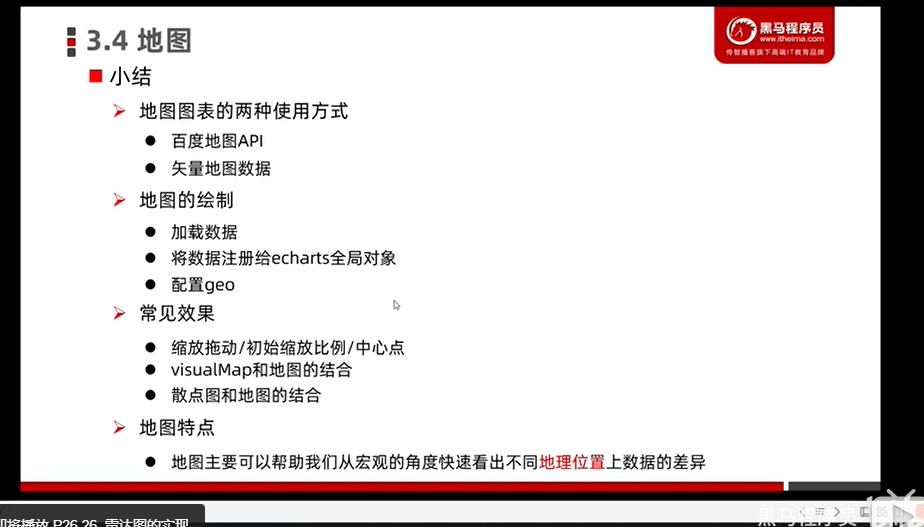 3.4 地图
黑马程序员
www.itheima.com
传智播客旗下高端IT教育品牌
小结
地图图表的两种使用方式
百度地图API
矢量地图数据
地图的绘制
加载数据
将数据注册给echarts全局对象
配置geo
常见效果
缩放拖动/初始缩放比例/中心点
visualMap和地图的结合
散点图和地图的结合
地图特点
地图主要可以帮助我们从宏观的角度快速看出不同地理位置上数据的差异
将播放 P26 26. 雷达图的实现
黑马程序员